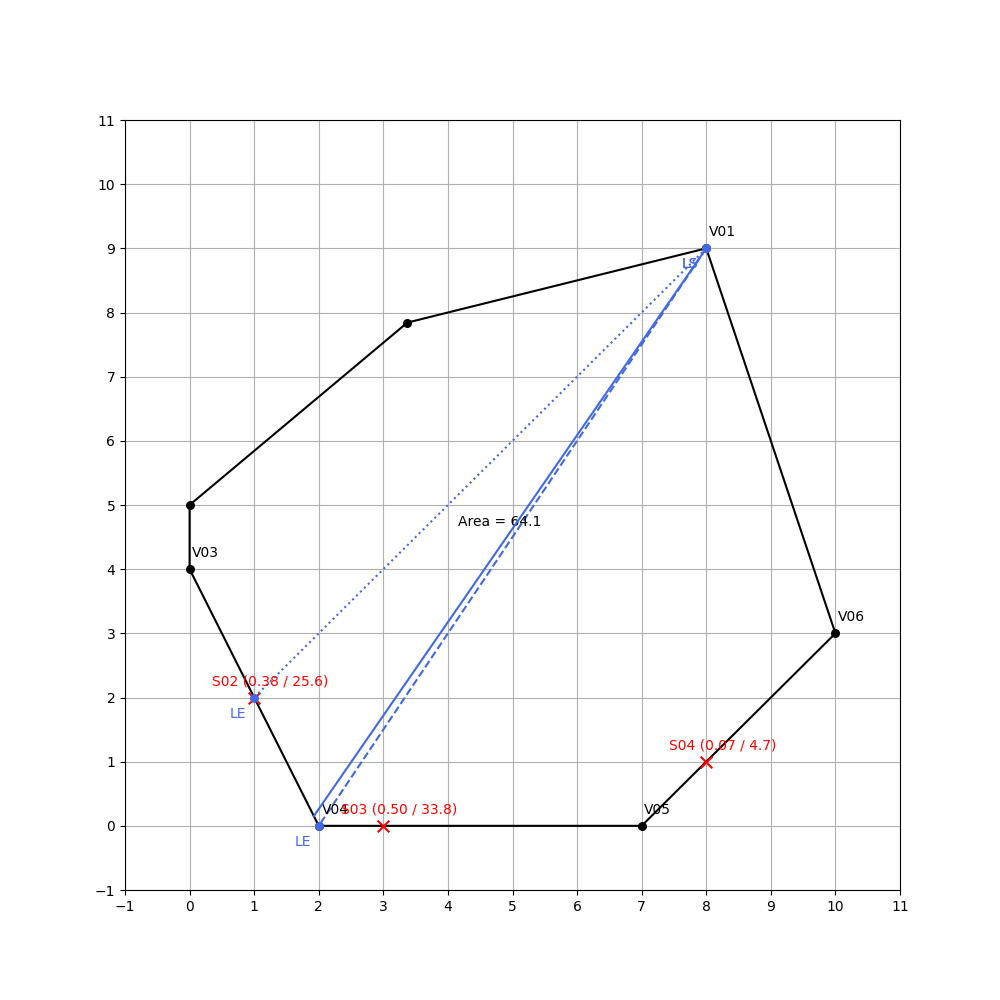 11
10
9
8
7
6
5
4
3
2
1
0
−1
−1 0 1 2 3 4 5 6 7 8 9 10 11
V01
LS
Area = 64.1
V03
V06
S02 (0.38 / 25.6)
LE
S04 (0.07 / 4.7)
V04
S03 (0.50 / 33.8)
V05
LE